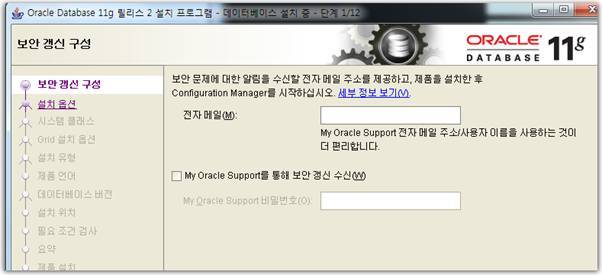 Oracle Database 11g 릴리스 2 설치 프로그램 - 데이터베이스 설치 중 - 단계 1/12
보안 갱신 구성
ORACLE 11g
DATABASE
보안 갱신 구성
설치 옵션
시스템 클래스
Grid 설치 옵션
설치 유형
제품 언어
데이터베이스 버전
설치 위치
필요 조건 검사
요약
제품 설치
보안 문제에 대한 알림을 수신할 전자 메일 주소를 제공하고, 제품을 설치한 후
Configuration Manager를 시작하십시오. 세부 정보 보기(V).
전자 메일(M):
My Oracle Support 전자 메일 주소/사용자 이름을 사용하는 것이
더 편리합니다.
My Oracle Support를 통해 보안 갱신 수신(W)
My Oracle Support 비밀번호(O):